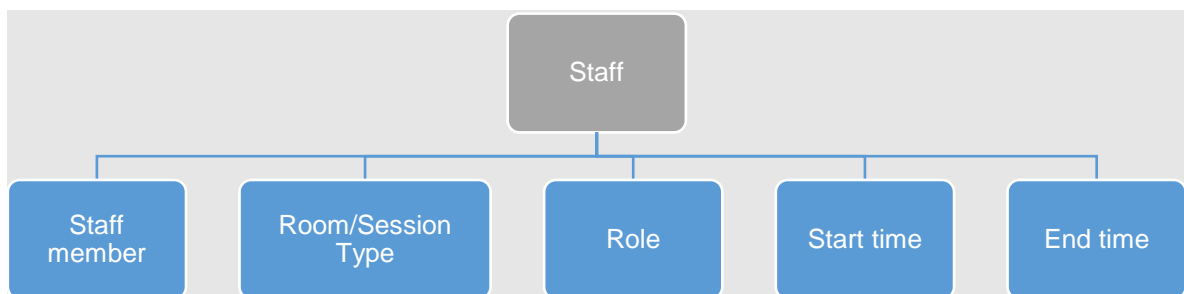 Staff
Staff
member
Room/Session
Type
Role
Start time
End time